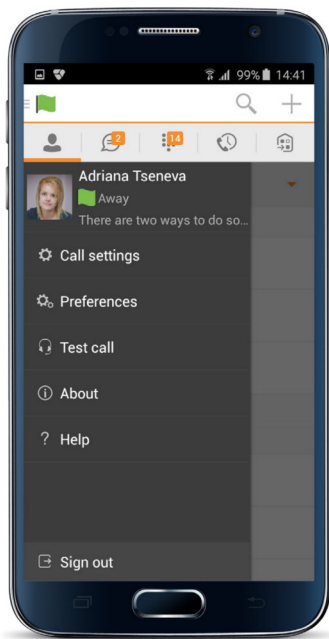 99% 14:41
2
14
Adriana Tseneva
Away
There are two ways to do so...
Call settings
Preferences
Test call
About
Help
Sign out